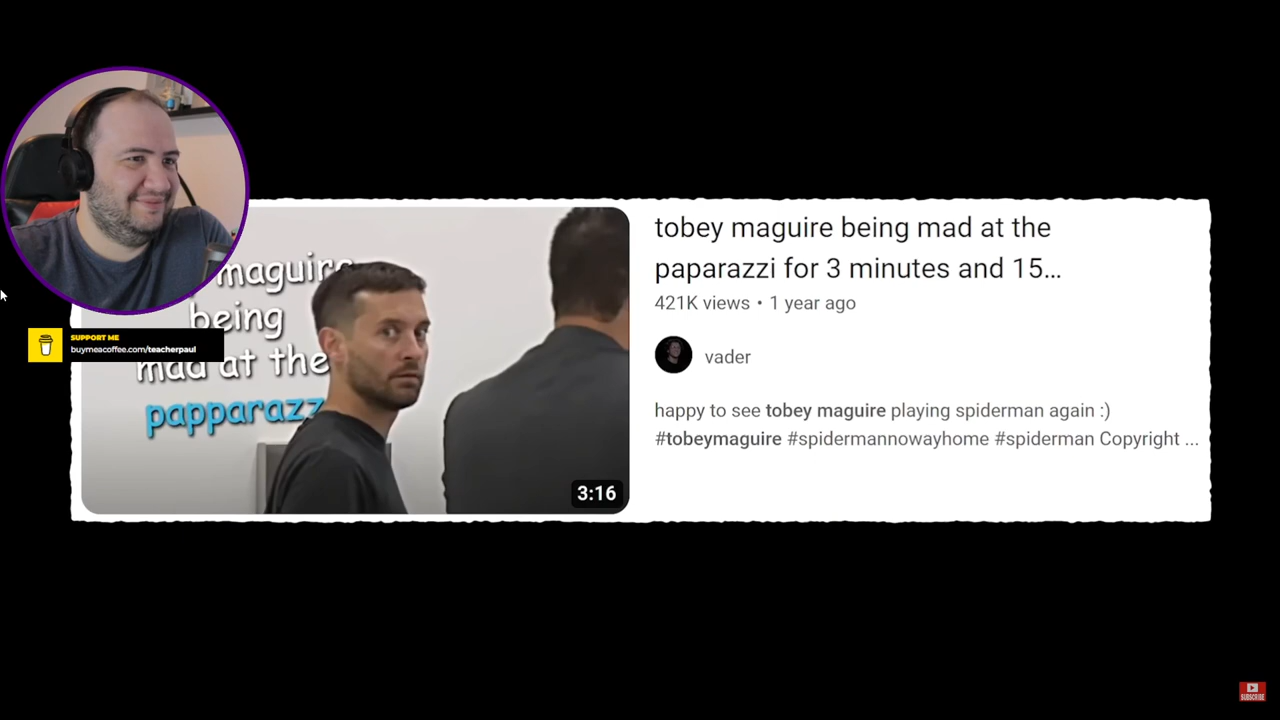 maguire
being
mad at the
papparazz
3:16
tobey maguire being mad at the
paparazzi for 3 minutes and 15...
421K views • 1 year ago
vader
happy to see tobey maguire playing spiderman again :)
#tobeymaguire #spidermannowayhome #spiderman Copyright ...
SUPPORT ME
buymeacoffee.com/teacherpaul
SUBSCRIBE